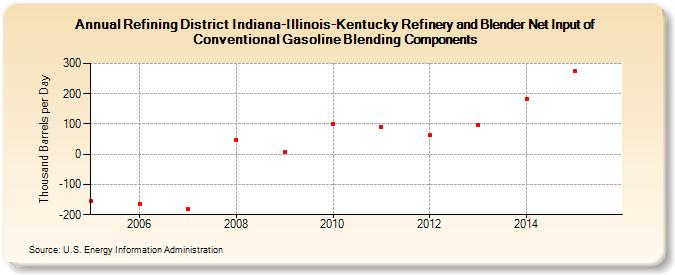 Annual Refining District Indiana-Illinois-Kentucky Refinery and Blender Net Input of
Conventional Gasoline Blending Components
Thousand Barrels per Day
300
200
100
0
-100
-200
2006 2008 2010 2012 2014
Source: U.S. Energy Information Administration